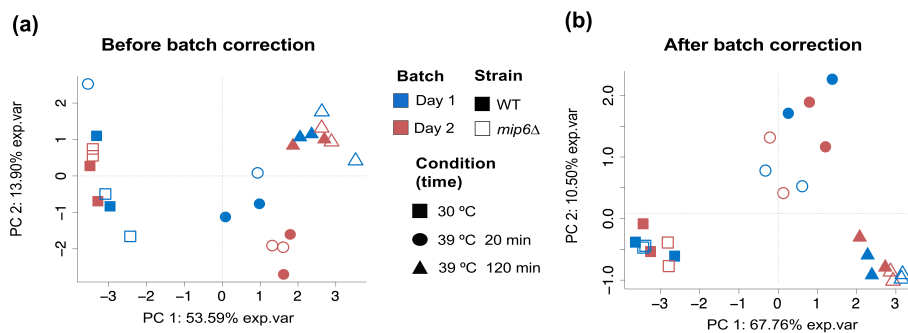 (a)
Before batch correction
PC 2: 13.90% exp.var
2
1
0
−1
−2
−3 −2 −1 0 1 2 3
PC 1: 53.59% exp.var
Batch Strain
Day 1 WT
Day 2 mip6Δ
Condition
(time)
30 ºC
39 ºC 20 min
39 ºC 120 min
(b)
After batch correction
PC 2: 10.50% exp.var
2.0
1.0
0.0
−1.0
−3 −2 −1 0 1 2 3
PC 1: 67.76% exp.var